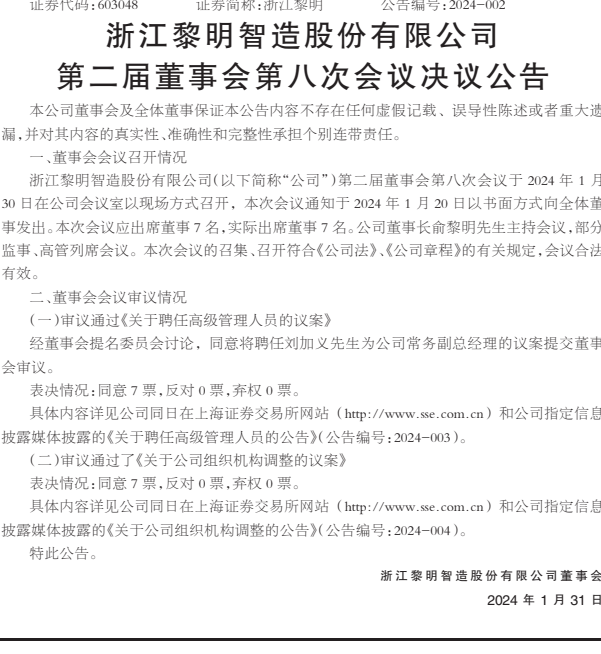 证券代码:603048 证券简称:浙江黎明 公告编号:2024-002
浙江黎明智造股份有限公司
第二届董事会第八次会议决议公告
本公司董事会及全体董事保证本公告内容不存在任何虚假记载、误导性陈述或者重大遗
漏,并对其内容的真实性、准确性和完整性承担个别连带责任。
一、董事会会议召开情况
浙江黎明智造股份有限公司(以下简称“公司”)第二届董事会第八次会议于 2024 年 1 月
30 日在公司会议室以现场方式召开，本次会议通知于 2024 年 1 月 20 日以书面方式向全体董
事发出。本次会议应出席董事 7 名,实际出席董事 7 名。公司董事长俞黎明先生主持会议,部分
监事、高管列席会议。本次会议的召集、召开符合《公司法》、《公司章程》的有关规定,会议合法
有效。
二、董事会会议审议情况
(一)审议通过《关于聘任高级管理人员的议案》
经董事会提名委员会讨论，同意将聘任刘加义先生为公司常务副总经理的议案提交董事
会审议。
表决情况:同意 7 票,反对 0 票,弃权 0 票。
具体内容详见公司同日在上海证券交易所网站（http://www.sse.com.cn）和公司指定信息
披露媒体披露的《关于聘任高级管理人员的公告》(公告编号:2024-003)。
(二)审议通过了《关于公司组织机构调整的议案》
表决情况:同意 7 票,反对 0 票,弃权 0 票。
具体内容详见公司同日在上海证券交易所网站（http://www.sse.com.cn）和公司指定信息
披露媒体披露的《关于公司组织机构调整的公告》(公告编号:2024-004)。
特此公告。
浙江黎明智造股份有限公司董事会
2024 年 1 月 31 日